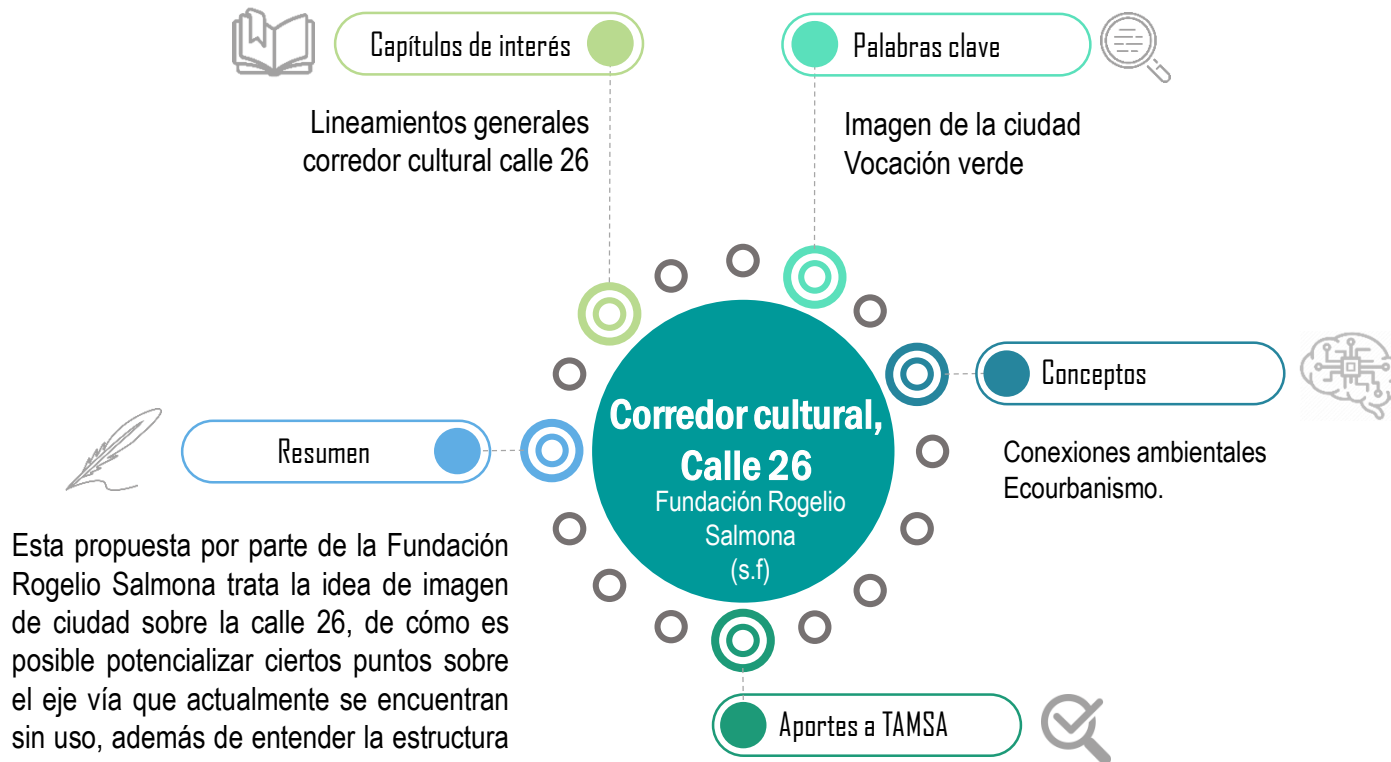 Capítulos de interés
Lineamientos generales
corredor cultural calle 26
Palabras clave
Imagen de la ciudad
Vocación verde
Conceptos
Conexiones ambientales
Ecourbanismo.
Corredor cultural,
Calle 26
Fundación Rogelio
Salmona
(s.f)
Resumen
Esta propuesta por parte de la Fundación
Rogelio Salmona trata la idea de imagen
de ciudad sobre la calle 26, de cómo es
posible potencializar ciertos puntos sobre
el eje vía que actualmente se encuentran
sin uso, además de entender la estructura
Aportes a TAMSA